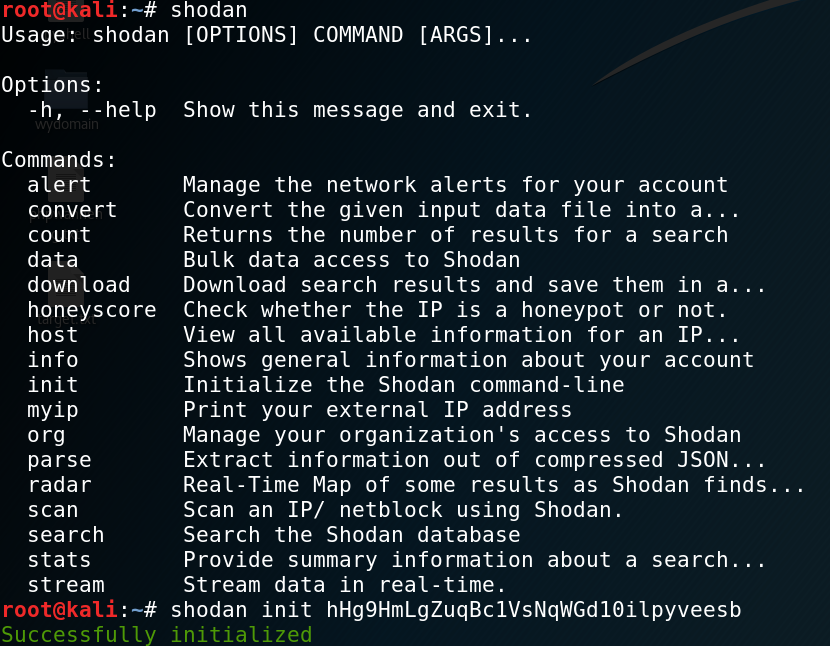 root@kali:~# shodan
Usage: shodan [OPTIONS] COMMAND [ARGS]...
Options:
-h, --help  Show this message and exit.
wydomain
Commands:
alert       Manage the network alerts for your account
convert     Convert the given input data file into a...
count       Returns the number of results for a search
data        Bulk data access to Shodan
download    Download search results and save them in a...
honeyscore  Check whether the IP is a honeypot or not.
target.txt
host        View all available information for an IP...
info        Shows general information about your account
init        Initialize the Shodan command-line
myip        Print your external IP address
org         Manage your organization's access to Shodan
parse       Extract information out of compressed JSON...
radar       Real-Time Map of some results as Shodan finds...
scan        Scan an IP/ netblock using Shodan.
search      Search the Shodan database
stats       Provide summary information about a search...
stream      Stream data in real-time.
root@kali:~# shodan init hHg9HmLgZuqBc1VsNqWGd10ilpyveesb
Successfully initialized